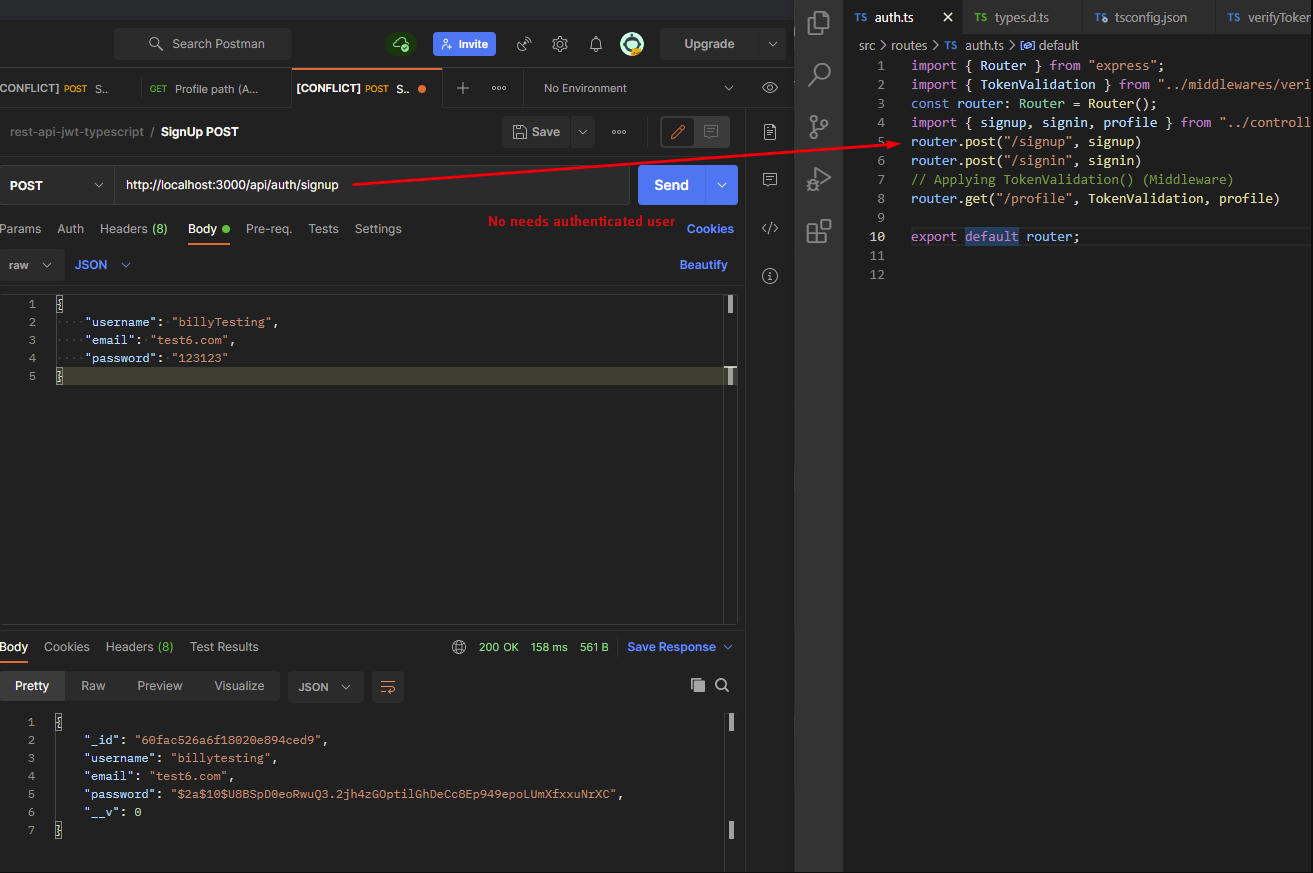 Search Postman
Invite
Upgrade
CONFLICT] POST S..
GET Profile path (A...
[CONFLICT] POST S..
No Environment
rest-api-jwt-typescript / SignUp POST
Save
POST
http://localhost:3000/api/auth/signup
Send
No needs authenticated user
Params Auth Headers (8) Body Pre-req. Tests Settings
Cookies
raw JSON
Beautify
1 {
2 "username": "billyTesting",
3 "email": "test6.com",
4 "password": "123123"
5 }
Body Cookies Headers (8) Test Results
200 OK 158 ms 561 B Save Response
Pretty Raw Preview Visualize JSON
1 {
2 "_id": "60fac526a6f18020e894ced9",
3 "username": "billytesting",
4 "email": "test6.com",
5 "password": "$2a$10$U8BSpD0eoRwuQ3.2jh4zGOptilGhDeCc8Ep949epoLUmXfxxuNrXC",
6 "__v": 0
7 }
TS auth.ts
TS types.d.ts
TS tsconfig.json
TS verifyToken
src > routes > TS auth.ts > default
1 import { Router } from "express";
2 import { TokenValidation } from "../middlewares/veri
3 const router: Router = Router();
4 import { signup, signin, profile } from "../controll
5 router.post("/signup", signup)
6 router.post("/signin", signin)
7 // Applying TokenValidation() (Middleware)
8 router.get("/profile", TokenValidation, profile)
9
10 export default router;
11
12